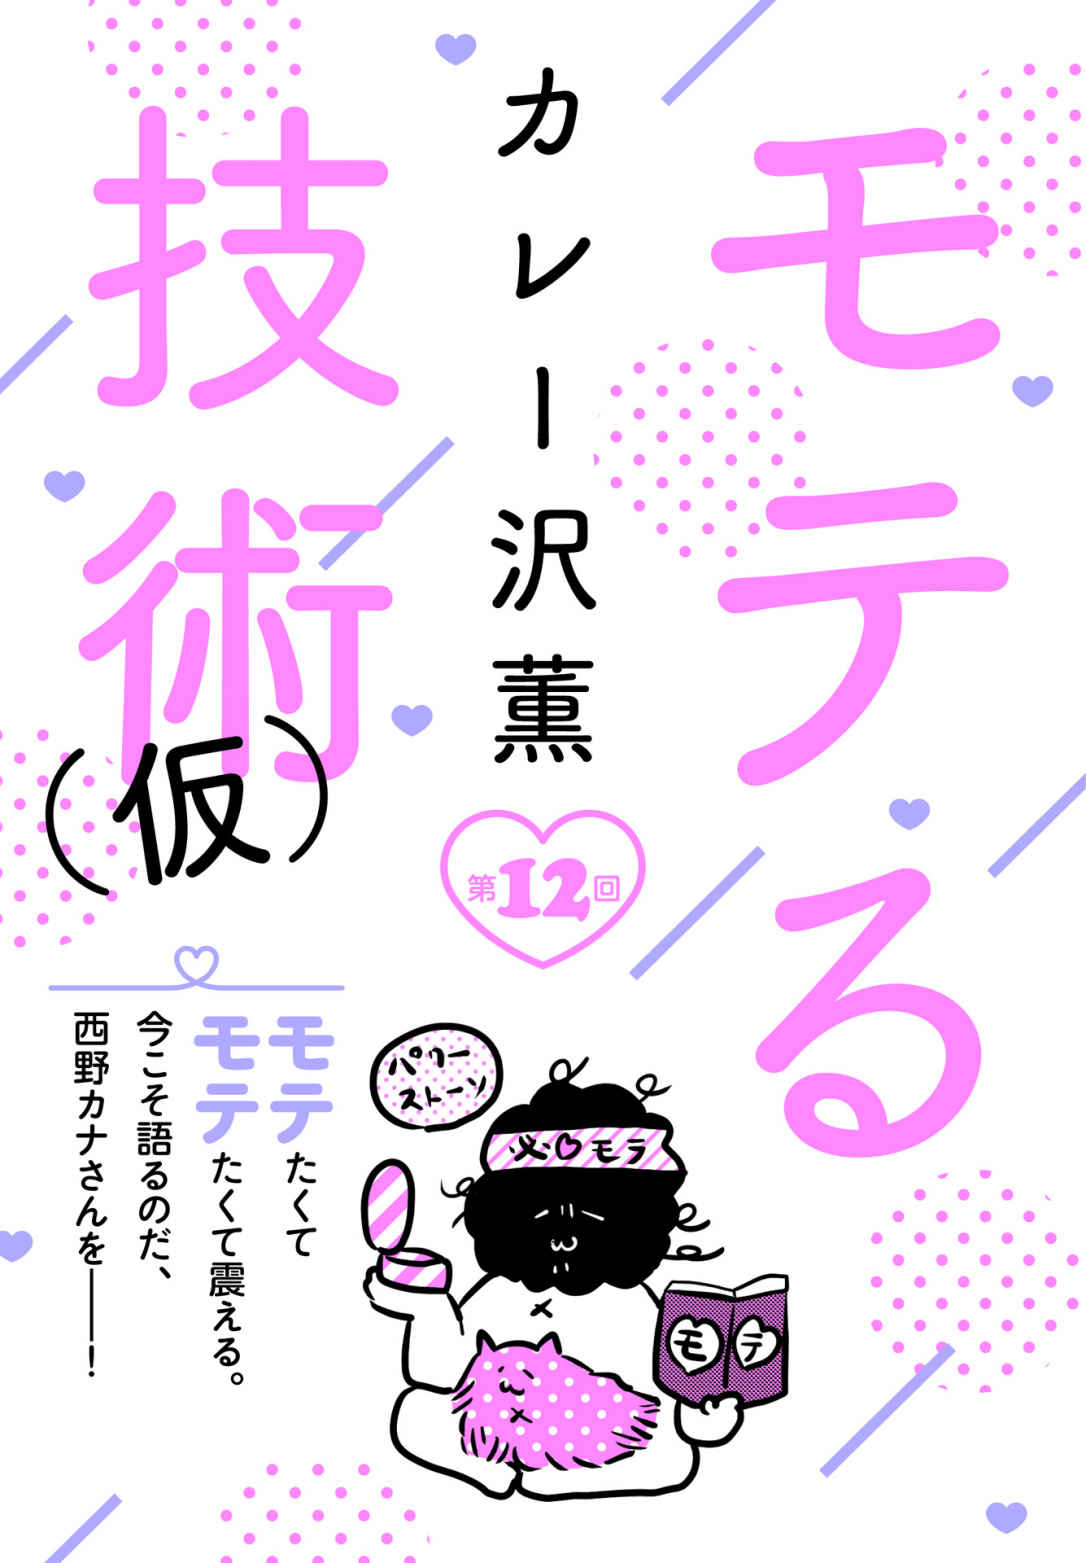 モテる
技術
（仮）
カレー沢薫
第12回
モテたくて
モテたくて震える。
今こそ語るのだ、
西野カナさんを――！
パワー
ストーン
必♡モテ
モ
テ